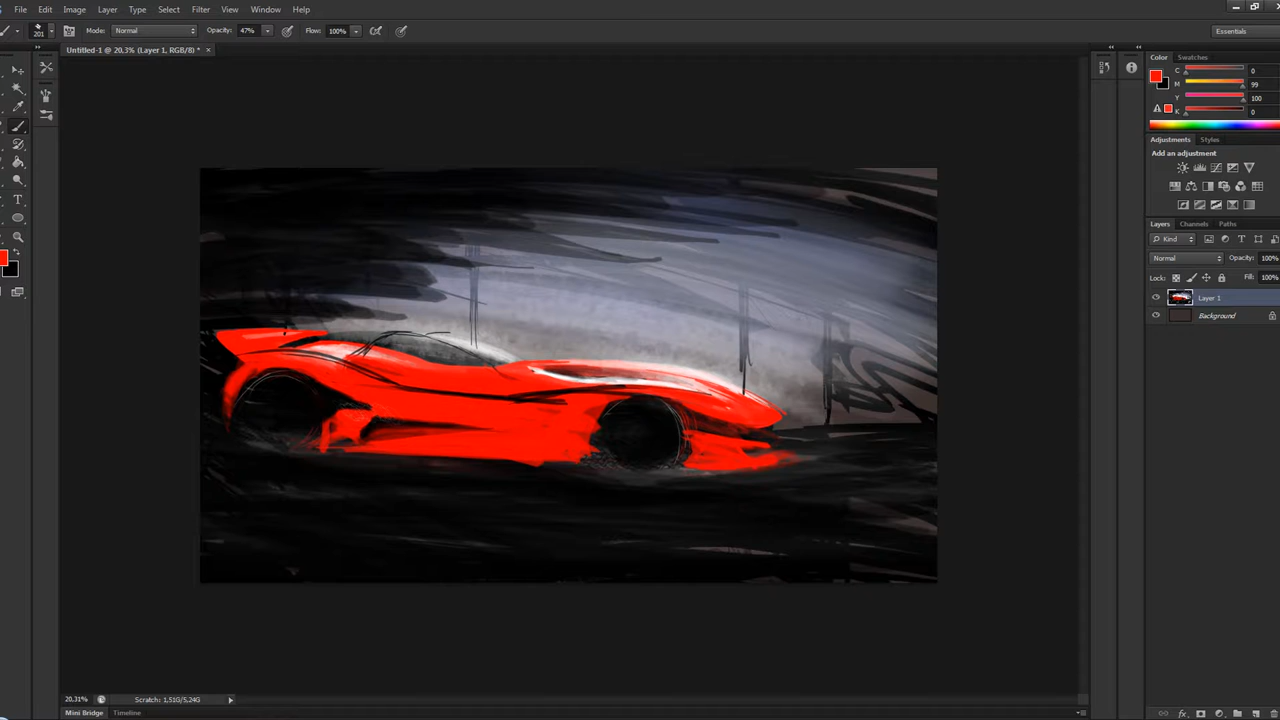 File Edit Image Layer Type Select Filter View Window Help
201 Mode: Normal Opacity: 47% Flow: 100% Essentials
Untitled-1 @ 20,3% (Layer 1, RGB/8) * ×
Color Swatches
C 0
M 99
Y 100
K 0
Adjustments Styles
Add an adjustment
Layers Channels Paths
Kind
Normal Opacity: 100%
Lock: Fill: 100%
Layer 1
Background
20,31% Scratch: 1,51G/5,24G
Mini Bridge Timeline